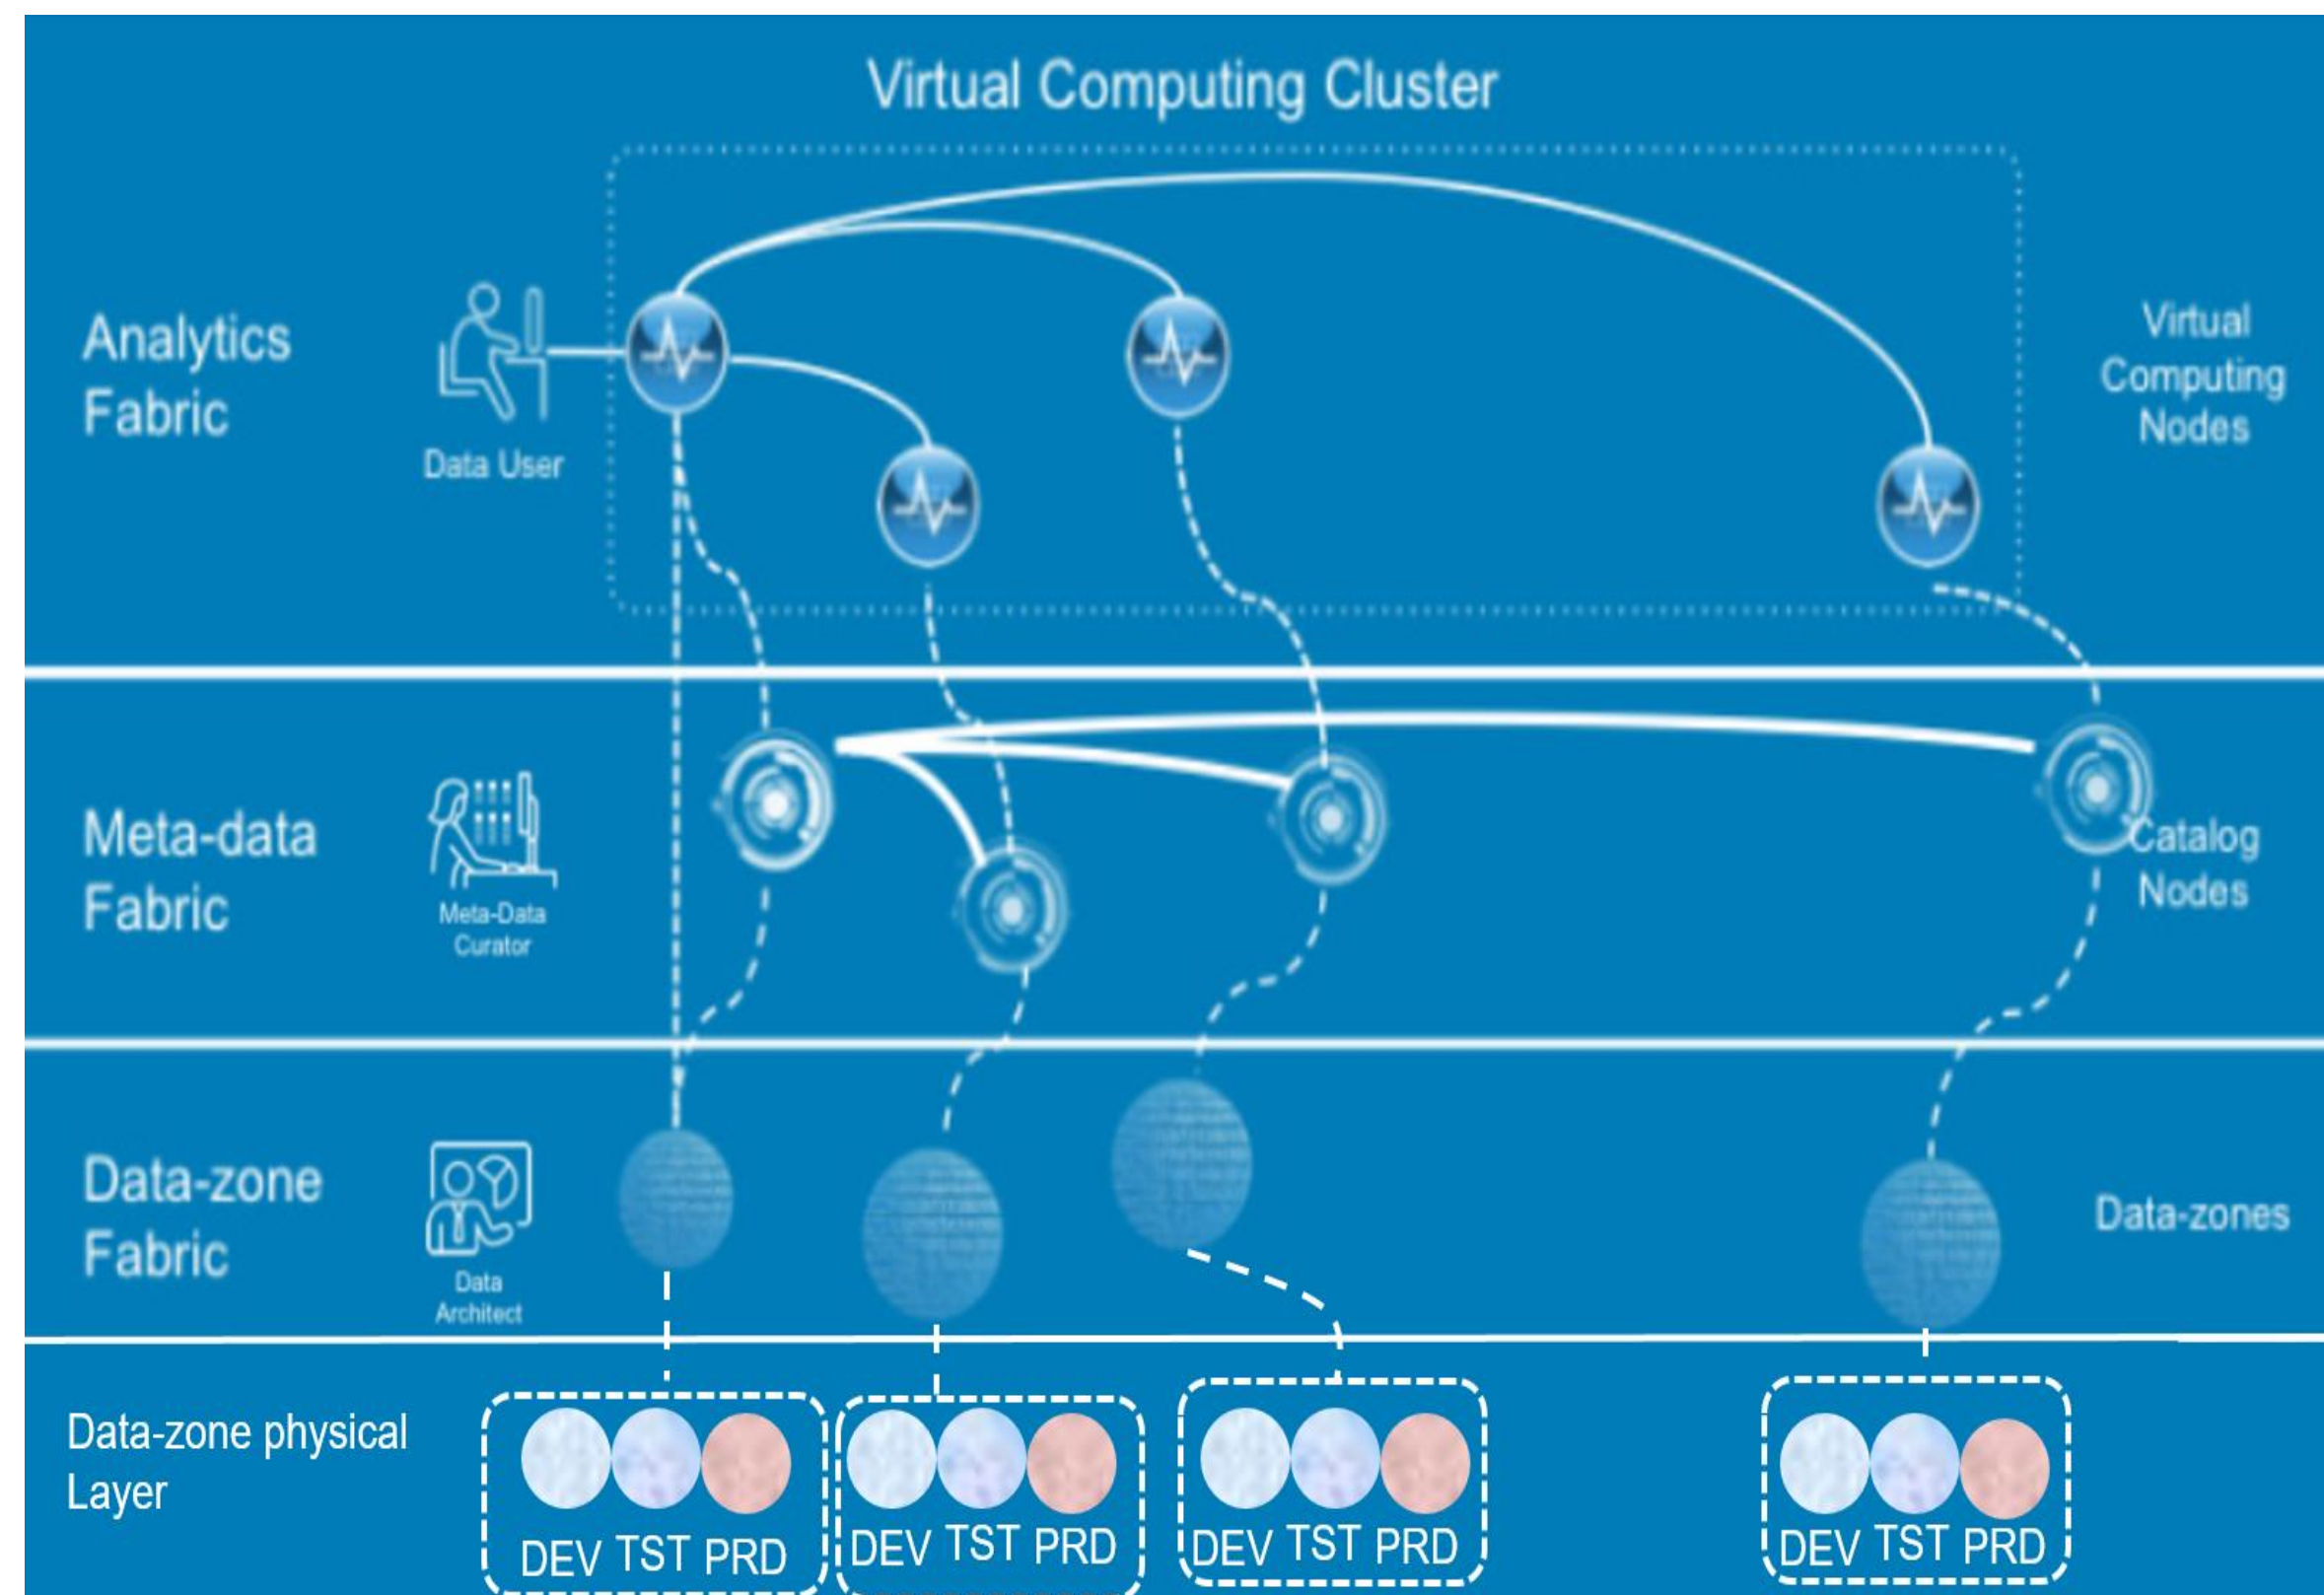 Virtual Computing Cluster
Analytics
Fabric
Data User
Virtual
Computing
Nodes
Meta-data
Fabric
Meta-Data
Curator
Catalog
Nodes
Data-zone
Fabric
Data
Architect
Data-zones
Data-zone physical
Layer
DEV TST PRD
DEV TST PRD
DEV TST PRD
DEV TST PRD